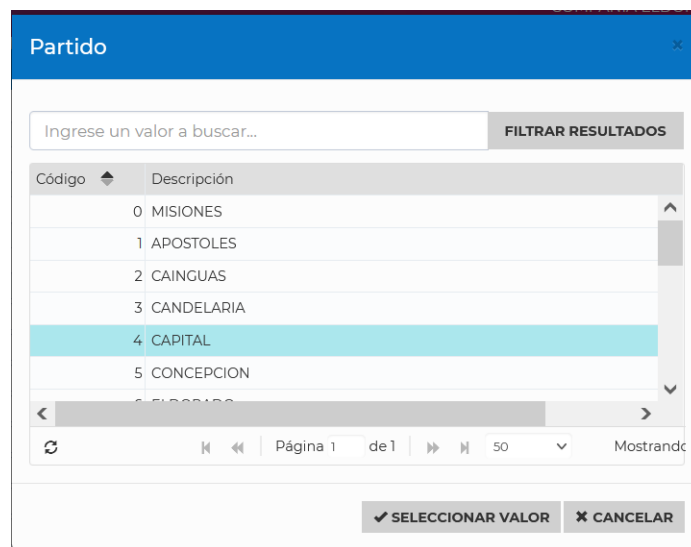 Partido
Ingrese un valor a buscar...
FILTRAR RESULTADOS
Código Descripción
0 MISIONES
1 APOSTOLES
2 CAINGUAS
3 CANDELARIA
4 CAPITAL
5 CONCEPCION
Página 1 de 1 50 Mostrando
SELECCIONAR VALOR
CANCELAR